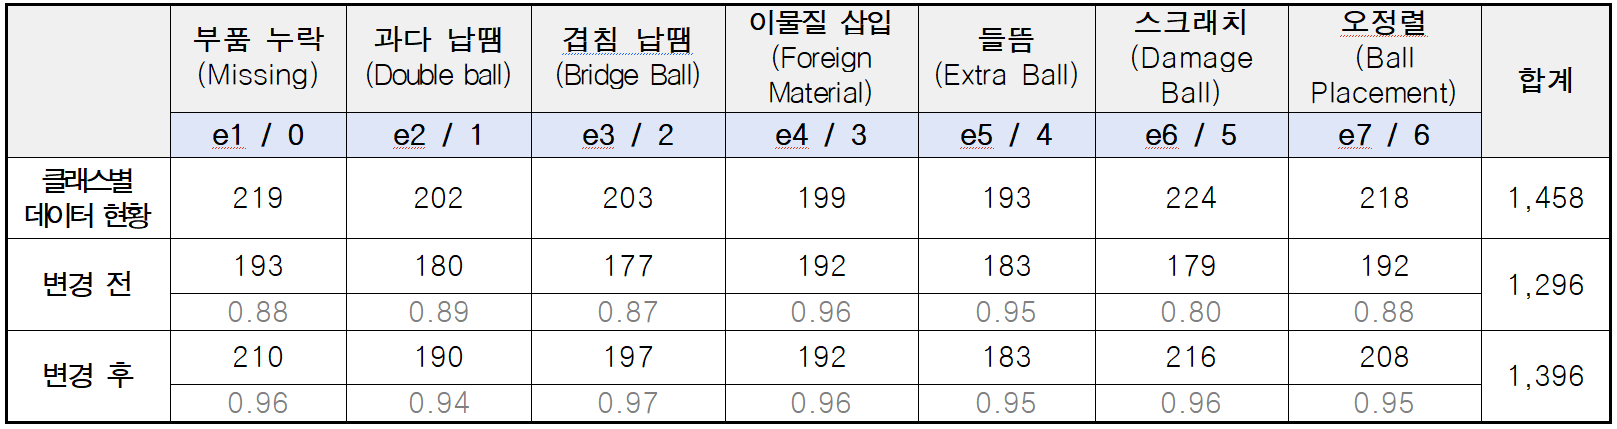 부품 누락
(Missing)
과다 납땜
(Double ball)
겹침 납땜
(Bridge Ball)
이물질 삽입
(Foreign
Material)
들뜸
(Extra Ball)
스크래치
(Damage
Ball)
오정렬
(Ball
Placement)
합계
e1 / 0
e2 / 1
e3 / 2
e4 / 3
e5 / 4
e6 / 5
e7 / 6
클래스별
데이터 현황
219
202
203
199
193
224
218
1,458
변경 전
193
180
177
192
183
179
192
1,296
0.88
0.89
0.87
0.96
0.95
0.80
0.88
변경 후
210
190
197
192
183
216
208
1,396
0.96
0.94
0.97
0.96
0.95
0.96
0.95